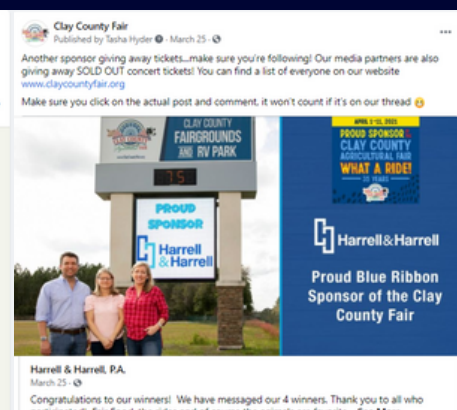 Clay County Fair
Published by Tasha Hyder · March 25 ·
Another sponsor giving away tickets...make sure you're following! Our media partners are also
giving away SOLD OUT concert tickets! You can find a list of everyone on our website
www.claycountyfair.org
Make sure you click on the actual post and comment, it won't count if it's on our thread
CLAY COUNTY
FAIRGROUNDS
AND RV PARK
75
PROUD
SPONSOR
Harrell
& Harrell
APRIL 1-11, 2021
PROUD SPONSOR
CLAY COUNTY
AGRICULTURAL FAIR
WHAT A RIDE!
35 YEARS
Harrell & Harrell
Proud Blue Ribbon
Sponsor of the Clay
County Fair
Harrell & Harrell, P.A.
March 25 ·
Congratulations to our winners! We have messaged our 4 winners. Thank you to all who